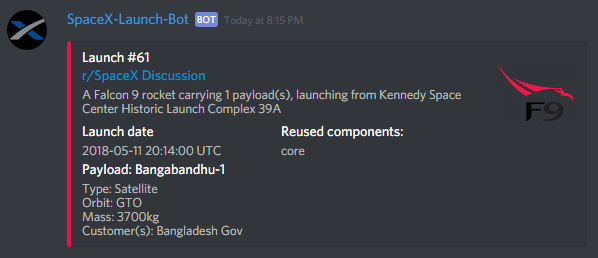 SpaceX-Launch-Bot BOT Today at 8:15 PM
Launch #61
r/SpaceX Discussion
A Falcon 9 rocket carrying 1 payload(s), launching from Kennedy Space
Center Historic Launch Complex 39A
F9
Launch date
2018-05-11 20:14:00 UTC
Reused components:
core
Payload: Bangabandhu-1
Type: Satellite
Orbit: GTO
Mass: 3700kg
Customer(s): Bangladesh Gov